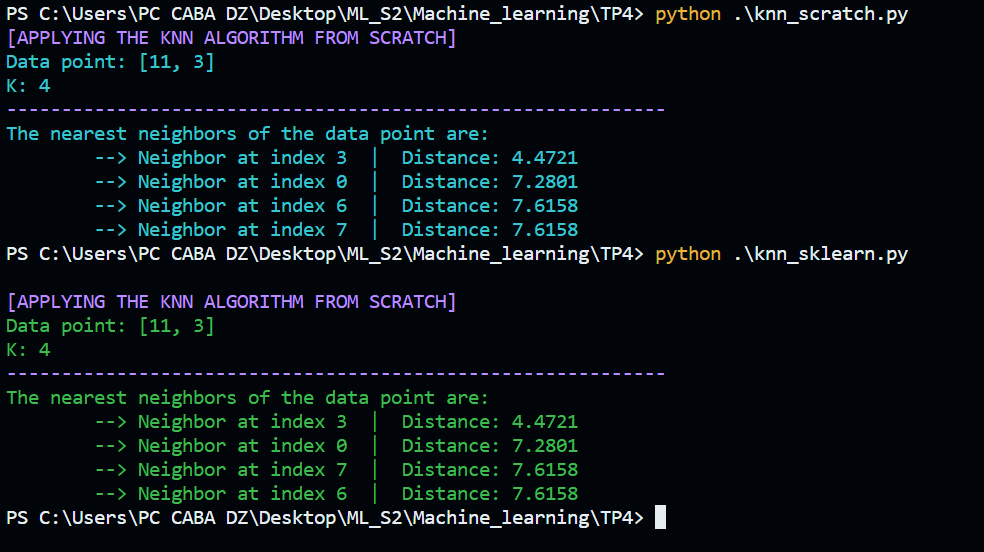 PS C:\Users\PC CABA DZ\Desktop\ML_S2\Machine_learning\TP4> python .\knn_scratch.py
[APPLYING THE KNN ALGORITHM FROM SCRATCH]
Data point: [11, 3]
K: 4
------------------------------------------------------------
The nearest neighbors of the data point are:
        --> Neighbor at index 3  |  Distance: 4.4721
        --> Neighbor at index 0  |  Distance: 7.2801
        --> Neighbor at index 6  |  Distance: 7.6158
        --> Neighbor at index 7  |  Distance: 7.6158
PS C:\Users\PC CABA DZ\Desktop\ML_S2\Machine_learning\TP4> python .\knn_sklearn.py
[APPLYING THE KNN ALGORITHM FROM SCRATCH]
Data point: [11, 3]
K: 4
------------------------------------------------------------
The nearest neighbors of the data point are:
        --> Neighbor at index 3  |  Distance: 4.4721
        --> Neighbor at index 0  |  Distance: 7.2801
        --> Neighbor at index 7  |  Distance: 7.6158
        --> Neighbor at index 6  |  Distance: 7.6158
PS C:\Users\PC CABA DZ\Desktop\ML_S2\Machine_learning\TP4>